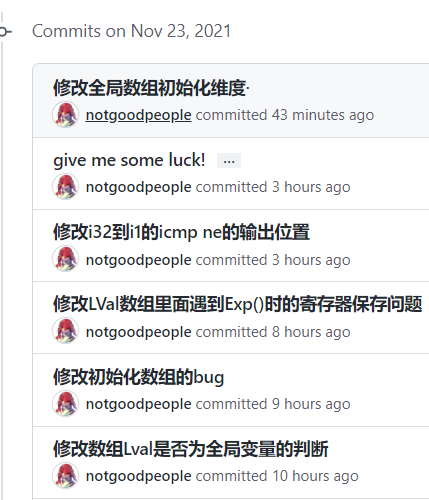 Commits on Nov 23, 2021
修改全局数组初始化维度·
notgoodpeople committed 43 minutes ago
give me some luck! ...
notgoodpeople committed 3 hours ago
修改i32到i1的icmp ne的输出位置
notgoodpeople committed 3 hours ago
修改LVal数组里面遇到Exp()时的寄存器保存问题
notgoodpeople committed 8 hours ago
修改初始化数组的bug
notgoodpeople committed 9 hours ago
修改数组Lval是否为全局变量的判断
notgoodpeople committed 10 hours ago